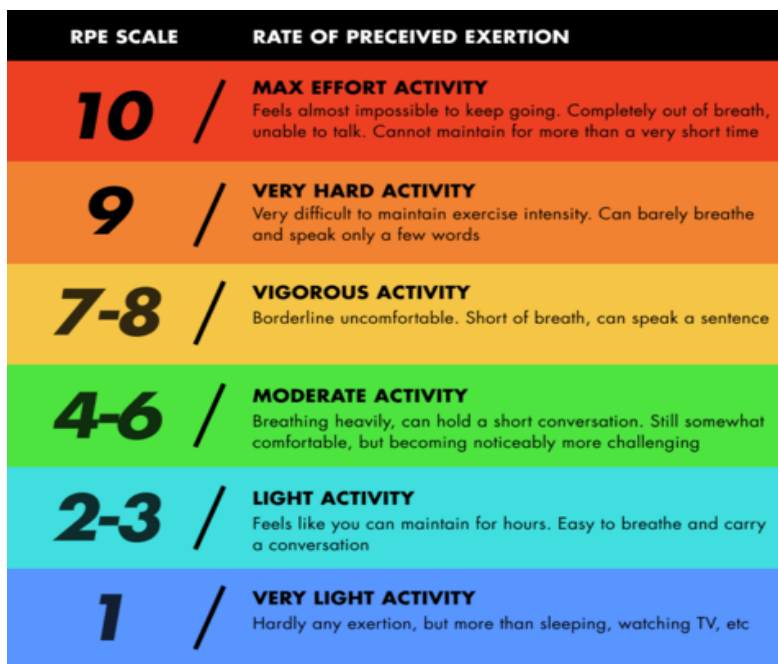 RPE SCALE / RATE OF PRECEIVED EXERTION
10 / MAX EFFORT ACTIVITY
Feels almost impossible to keep going. Completely out of breath,
unable to talk. Cannot maintain for more than a very short time
9 / VERY HARD ACTIVITY
Very difficult to maintain exercise intensity. Can barely breathe
and speak only a few words
7-8 / VIGOROUS ACTIVITY
Borderline uncomfortable. Short of breath, can speak a sentence
4-6 / MODERATE ACTIVITY
Breathing heavily, can hold a short conversation. Still somewhat
comfortable, but becoming noticeably more challenging
2-3 / LIGHT ACTIVITY
Feels like you can maintain for hours. Easy to breathe and carry
a conversation
1 / VERY LIGHT ACTIVITY
Hardly any exertion, but more than sleeping, watching TV, etc